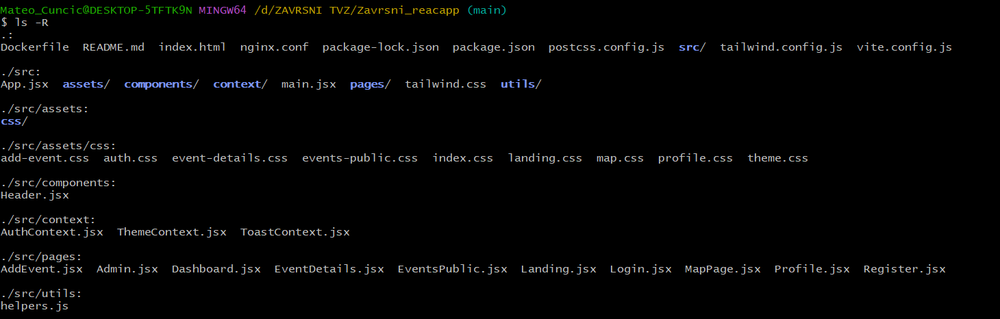 Mateo_Cuncic@DESKTOP-5TFTK9N MINGW64 /d/ZAVRSNI TVZ/Zavrsni_reacapp (main)
$ ls -R
.:
Dockerfile  README.md  index.html  nginx.conf  package-lock.json  package.json  postcss.config.js  src/  tailwind.config.js  vite.config.js
./src:
App.jsx  assets/  components/  context/  main.jsx  pages/  tailwind.css  utils/
./src/assets:
css/
./src/assets/css:
add-event.css  auth.css  event-details.css  events-public.css  index.css  landing.css  map.css  profile.css  theme.css
./src/components:
Header.jsx
./src/context:
AuthContext.jsx  ThemeContext.jsx  ToastContext.jsx
./src/pages:
AddEvent.jsx  Admin.jsx  Dashboard.jsx  EventDetails.jsx  EventsPublic.jsx  Landing.jsx  Login.jsx  MapPage.jsx  Profile.jsx  Register.jsx
./src/utils:
helpers.js